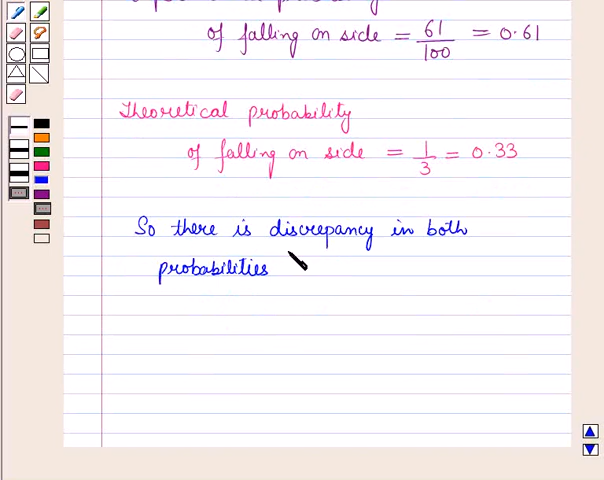 of falling on side = 61/100 = 0.61
Theoretical probability
of falling on side = 1/3 = 0.33
So there is discrepancy in both
probabilities